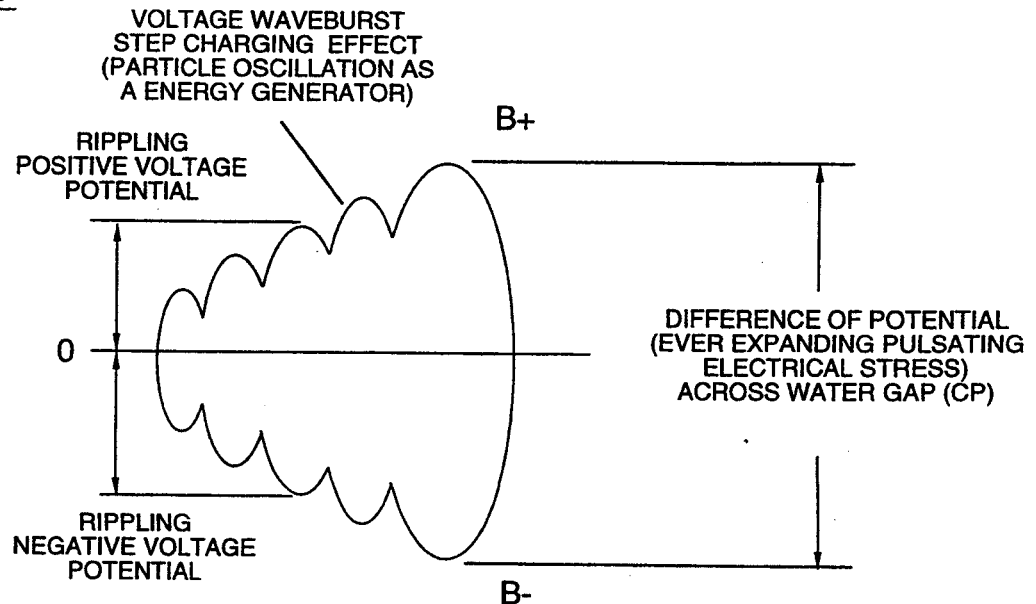 VOLTAGE WAVEBURST
STEP CHARGING EFFECT
(PARTICLE OSCILLATION AS
A ENERGY GENERATOR)
B+
RIPPLING
POSITIVE VOLTAGE
POTENTIAL
0
DIFFERENCE OF POTENTIAL
(EVER EXPANDING PULSATING
ELECTRICAL STRESS)
ACROSS WATER GAP (CP)
RIPPLING
NEGATIVE VOLTAGE
POTENTIAL
B-